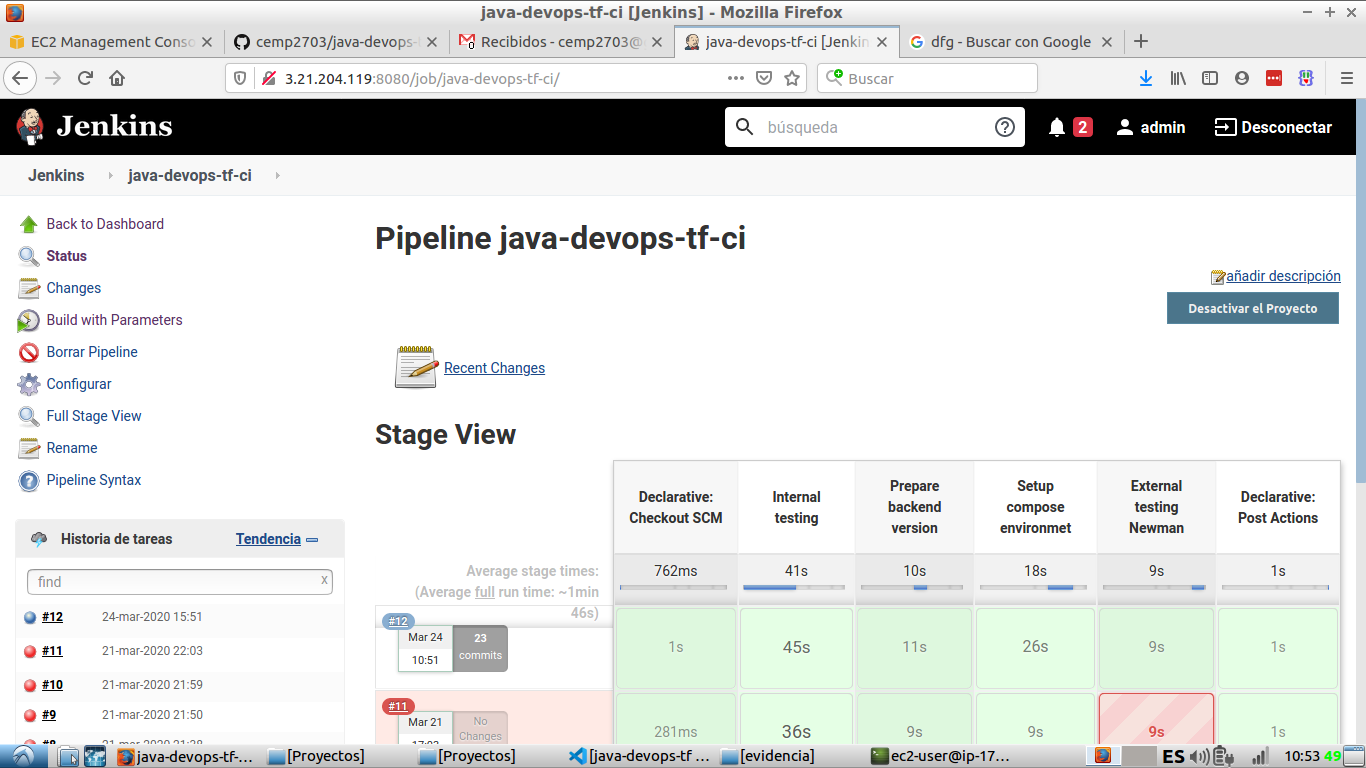 java-devops-tf-ci [Jenkins] - Mozilla Firefox
EC2 Management Conso
cemp2703/java-devops-
Recibidos - cemp2703@
java-devops-tf-ci [Jenkin
dfg - Buscar con Google
3.21.204.119:8080/job/java-devops-tf-ci/
Buscar
Jenkins
búsqueda
2
admin
Desconectar
Jenkins
java-devops-tf-ci
Back to Dashboard
Status
Changes
Build with Parameters
Borrar Pipeline
Configurar
Full Stage View
Rename
Pipeline Syntax
Historia de tareas
Tendencia
find
x
#12 24-mar-2020 15:51
#11 21-mar-2020 22:03
#10 21-mar-2020 21:59
#9 21-mar-2020 21:50
Pipeline java-devops-tf-ci
añadir descripción
Desactivar el Proyecto
Recent Changes
Stage View
Declarative: Checkout SCM
Internal testing
Prepare backend version
Setup compose environmet
External testing Newman
Declarative: Post Actions
Average stage times:
(Average full run time: ~1min
46s)
762ms 41s 10s 18s 9s 1s
#12
Mar 24
10:51
23
commits
1s 45s 11s 26s 9s 1s
#11
Mar 21
No
Changes
281ms 36s 9s 9s 9s 1s
java-devops-tf-...
[Proyectos]
[Proyectos]
[java-devops-tf ...
[evidencia]
ec2-user@ip-17...
ES
10:53
49